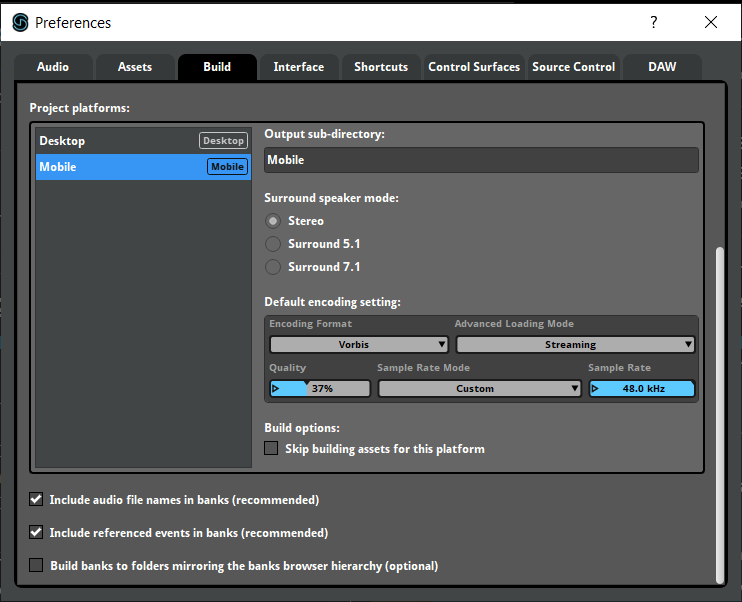 Preferences
?
Audio Assets Build Interface Shortcuts Control Surfaces Source Control DAW
Project platforms:
Desktop Desktop
Mobile Mobile
Output sub-directory:
Mobile
Surround speaker mode:
Stereo
Surround 5.1
Surround 7.1
Default encoding setting:
Encoding Format Advanced Loading Mode
Vorbis Streaming
Quality Sample Rate Mode Sample Rate
37% Custom 48.0 kHz
Build options:
Skip building assets for this platform
Include audio file names in banks (recommended)
Include referenced events in banks (recommended)
Build banks to folders mirroring the banks browser hierarchy (optional)